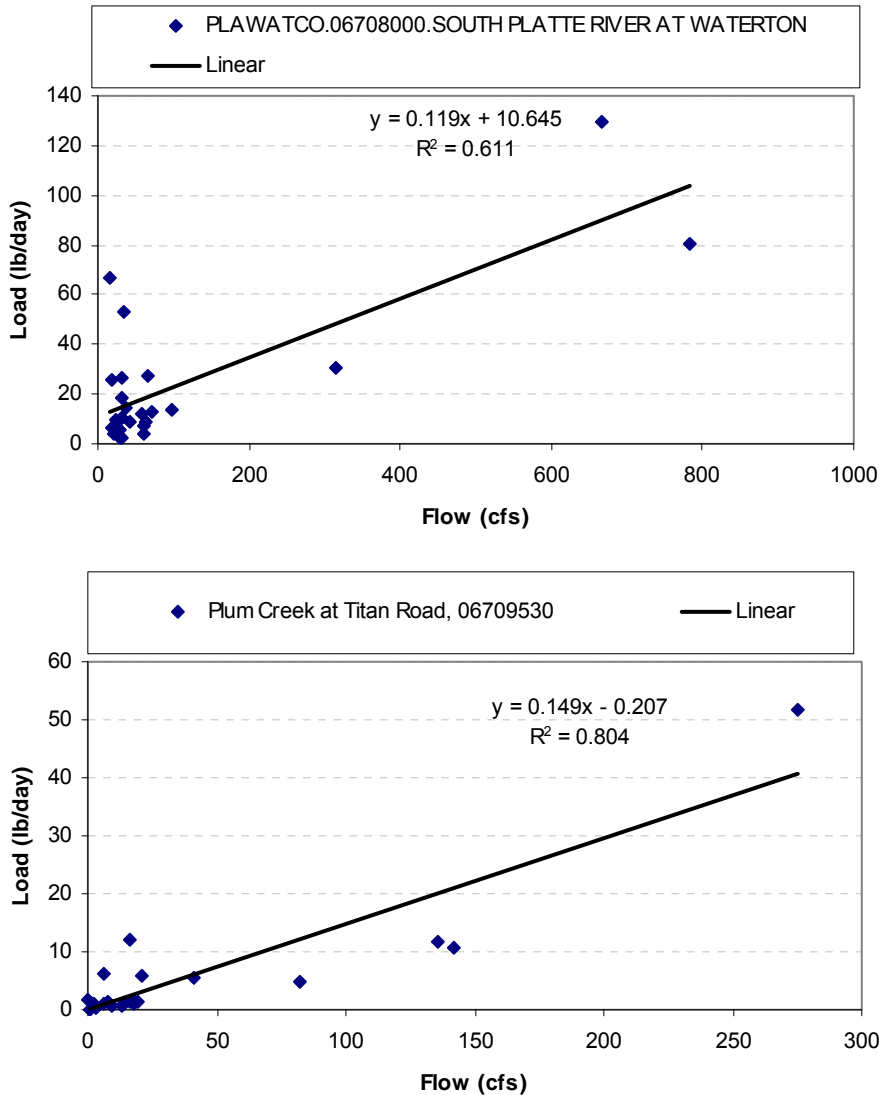 PLAWATCO.06708000.SOUTH PLATTE RIVER AT WATERTON
Linear
y = 0.119x + 10.645
R² = 0.611
Load (lb/day)
140
120
100
80
60
40
20
0
0 200 400 600 800 1000
Flow (cfs)
Plum Creek at Titan Road, 06709530 Linear
y = 0.149x - 0.207
R² = 0.804
Load (lb/day)
60
50
40
30
20
10
0
0 50 100 150 200 250 300
Flow (cfs)